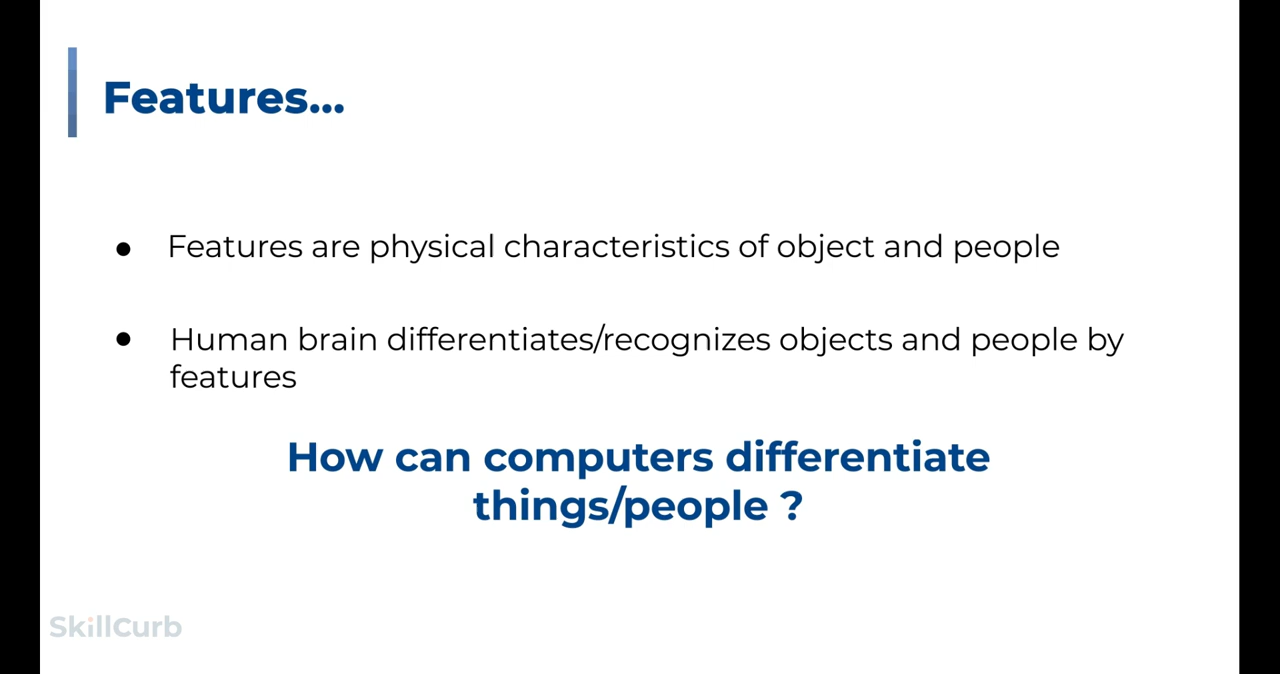 Features...
● Features are physical characteristics of object and people
● Human brain differentiates/recognizes objects and people by
features
How can computers differentiate
things/people ?
SkillCurb